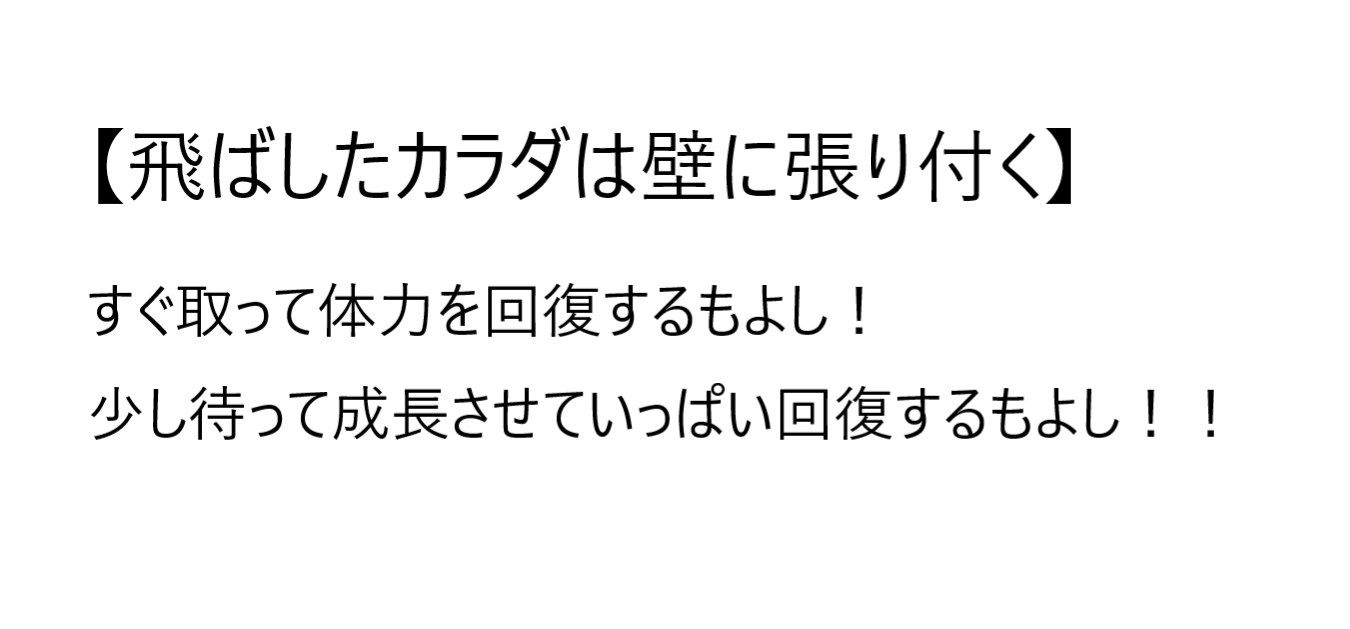 【飛ばしたカラダは壁に張り付く】
すぐ取って体力を回復するもよし！
少し待って成長させていっぱい回復するもよし！！